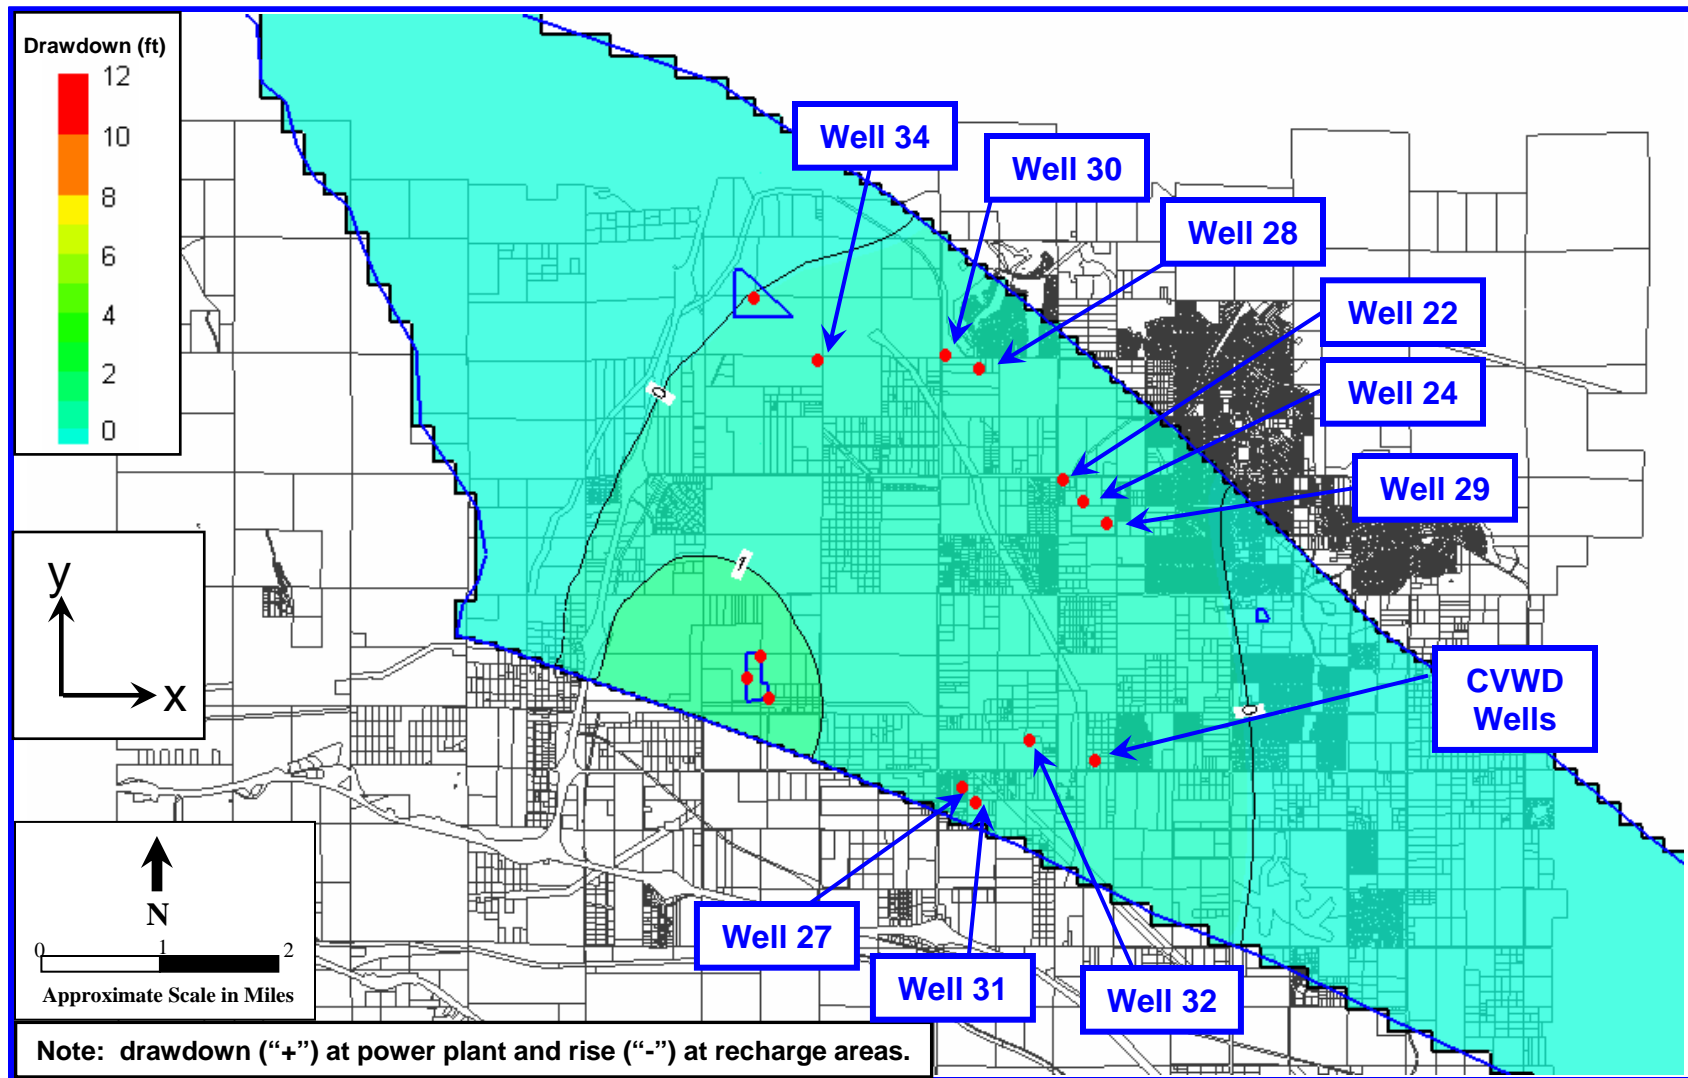 Drawdown (ft)
12
10
8
6
4
2
0
Well 34
Well 30
Well 28
Well 22
Well 24
Well 29
0
1
0
CVWD
Wells
y
x
N
0 1 2
Approximate Scale in Miles
Well 27
Well 31
Well 32
Note: drawdown (“+”) at power plant and rise (“-”) at recharge areas.